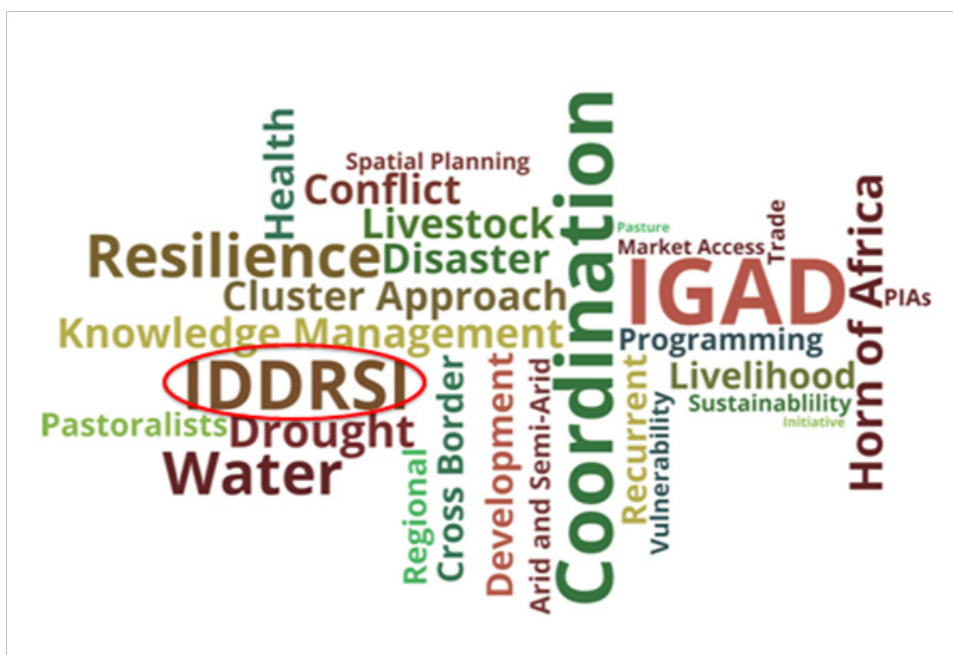 Health
Spatial Planning
Conflict
Livestock
Resilience
Disaster
Cluster Approach
Knowledge Management
IDDRSI
Pastoralists
Drought
Water
Regional
Cross Border
Development
Arid and Semi-Arid
Coordination
Pasture
Market Access
Trade
IGAD
Programming
Recurrent
Vulnerability
Livelihood
Sustainablility
Initiative
Horn of Africa
PIAs